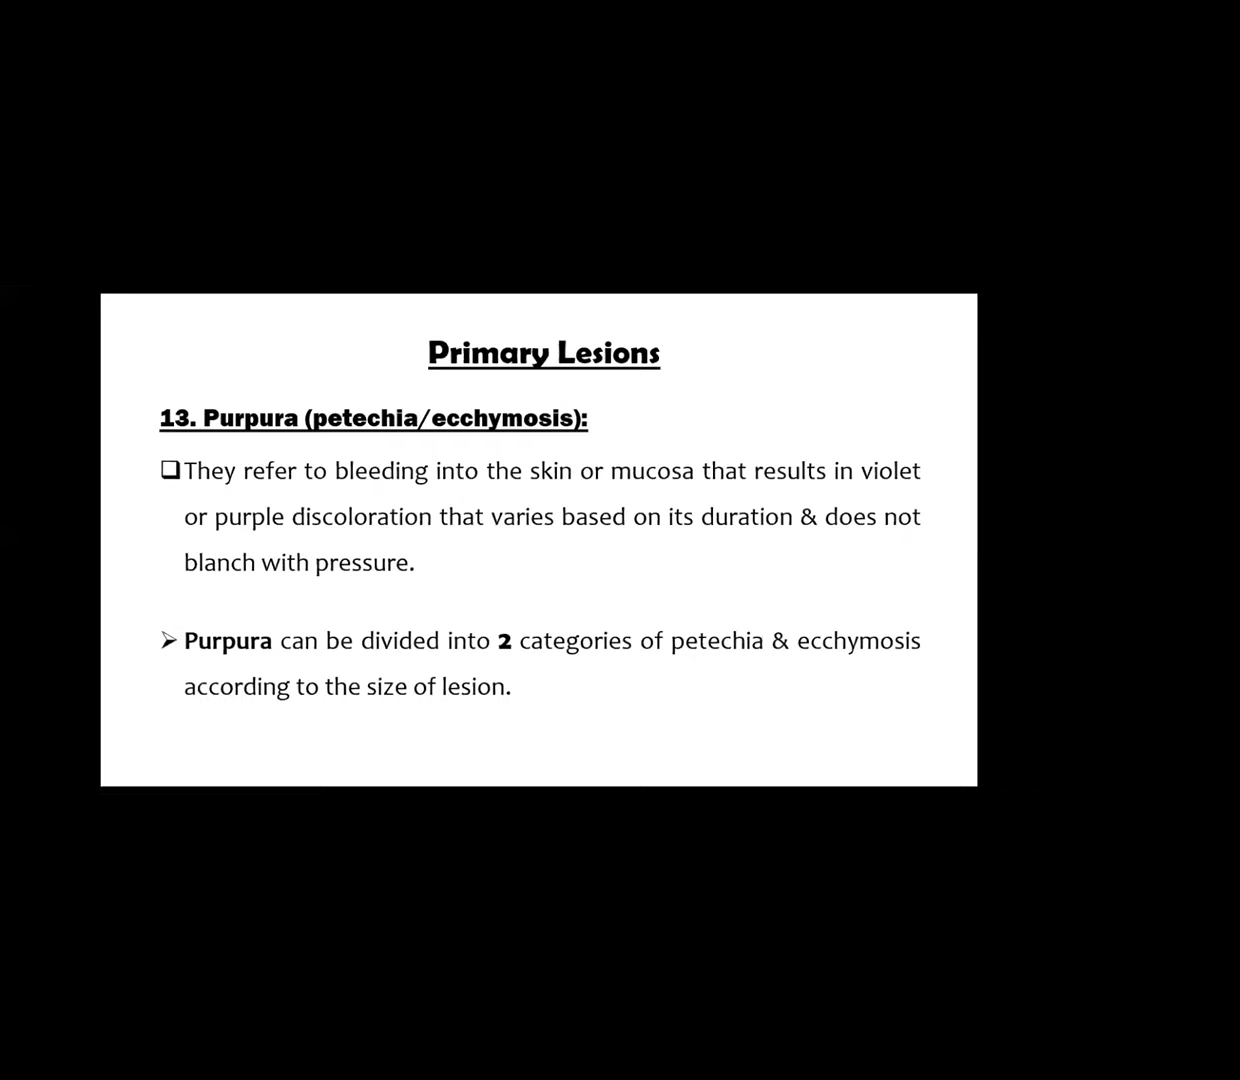 Primary Lesions
13. Purpura (petechia/ecchymosis):
❑They refer to bleeding into the skin or mucosa that results in violet
or purple discoloration that varies based on its duration & does not
blanch with pressure.
➢ Purpura can be divided into 2 categories of petechia & ecchymosis
according to the size of lesion.